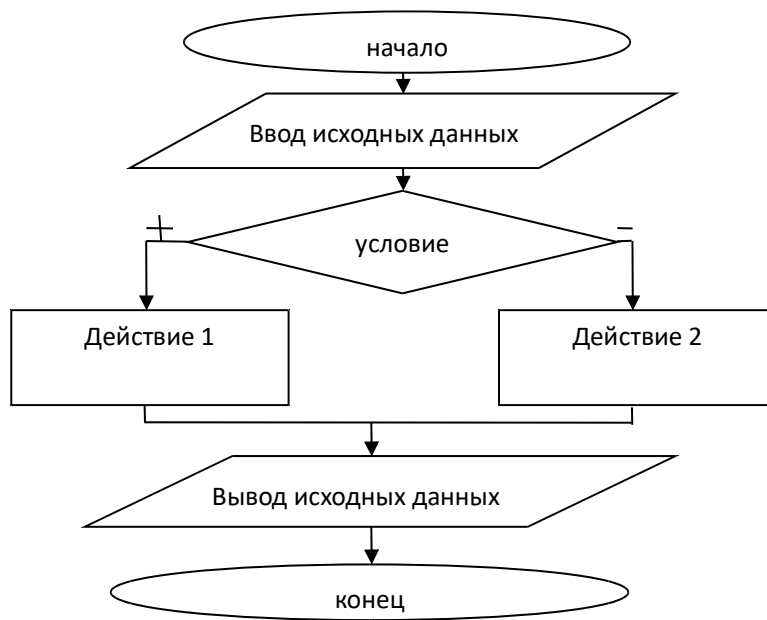 начало
Ввод исходных данных
+
–
условие
Действие 1
Действие 2
Вывод исходных данных
конец